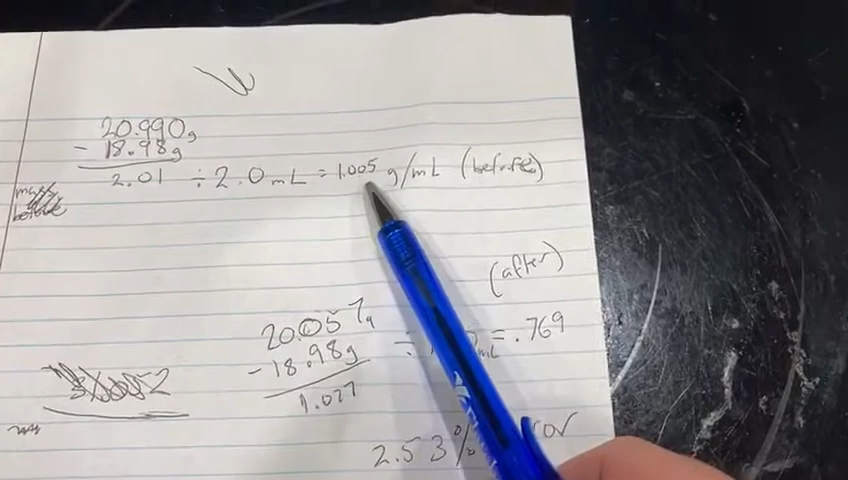 20.990g
- 18.98g
2.01 ÷ 2.0 mL = 1.005 g/mL (before)
(after)
20.057g
- 18.98g
÷ mL = .769
1.077
2.53%